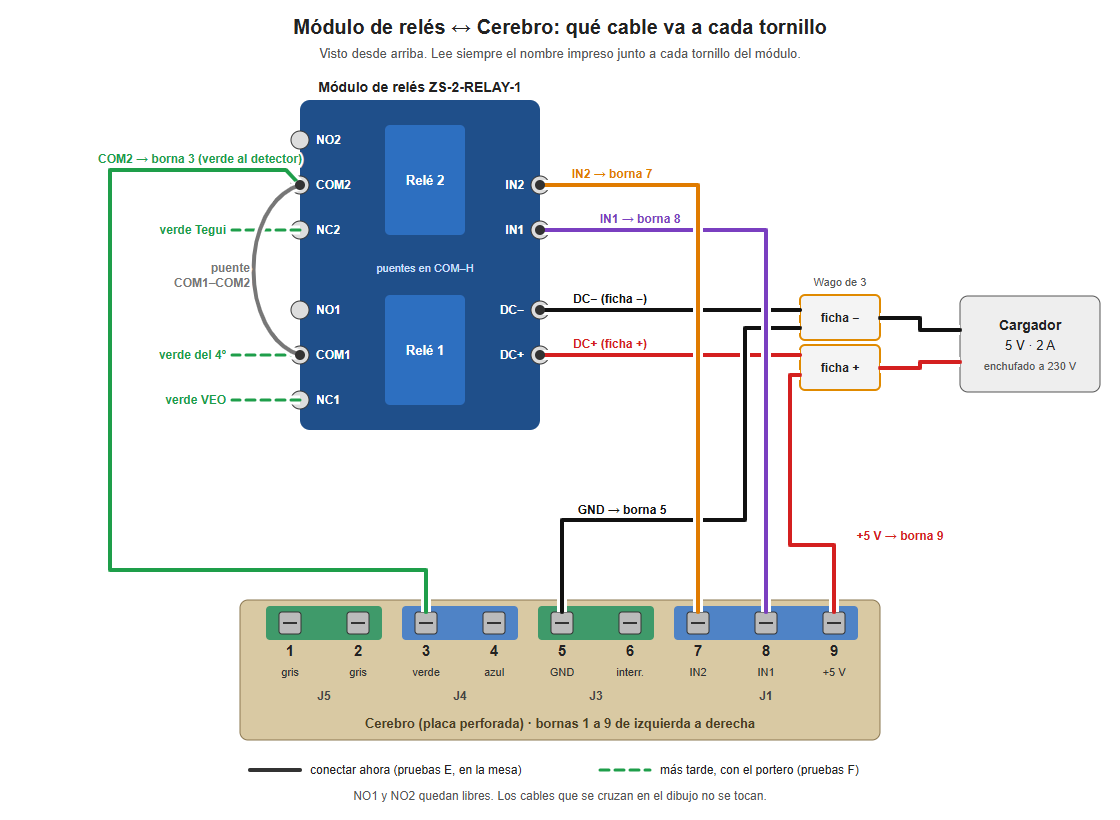 Módulo de relés ↔ Cerebro: qué cable va a cada tornillo
Visto desde arriba. Lee siempre el nombre impreso junto a cada tornillo del módulo.
Módulo de relés ZS-2-RELAY-1
NO2
COM2 → borna 3 (verde al detector)
COM2
Relé 2
IN2
IN2 → borna 7
verde Tegui
NC2
IN1
IN1 → borna 8
puente
COM1–COM2
puentes en COM–H
Wago de 3
NO1
DC–
DC– (ficha –)
ficha –
Cargador
5 V · 2 A
enchufado a 230 V
verde del 4º
COM1
Relé 1
DC+
DC+ (ficha +)
ficha +
verde VEO
NC1
GND → borna 5
+5 V → borna 9
1
2
3
4
5
6
7
8
9
gris
gris
verde
azul
GND
interr.
IN2
IN1
+5 V
J5
J4
J3
J1
Cerebro (placa perforada) · bornas 1 a 9 de izquierda a derecha
conectar ahora (pruebas E, en la mesa)
más tarde, con el portero (pruebas F)
NO1 y NO2 quedan libres. Los cables que se cruzan en el dibujo no se tocan.